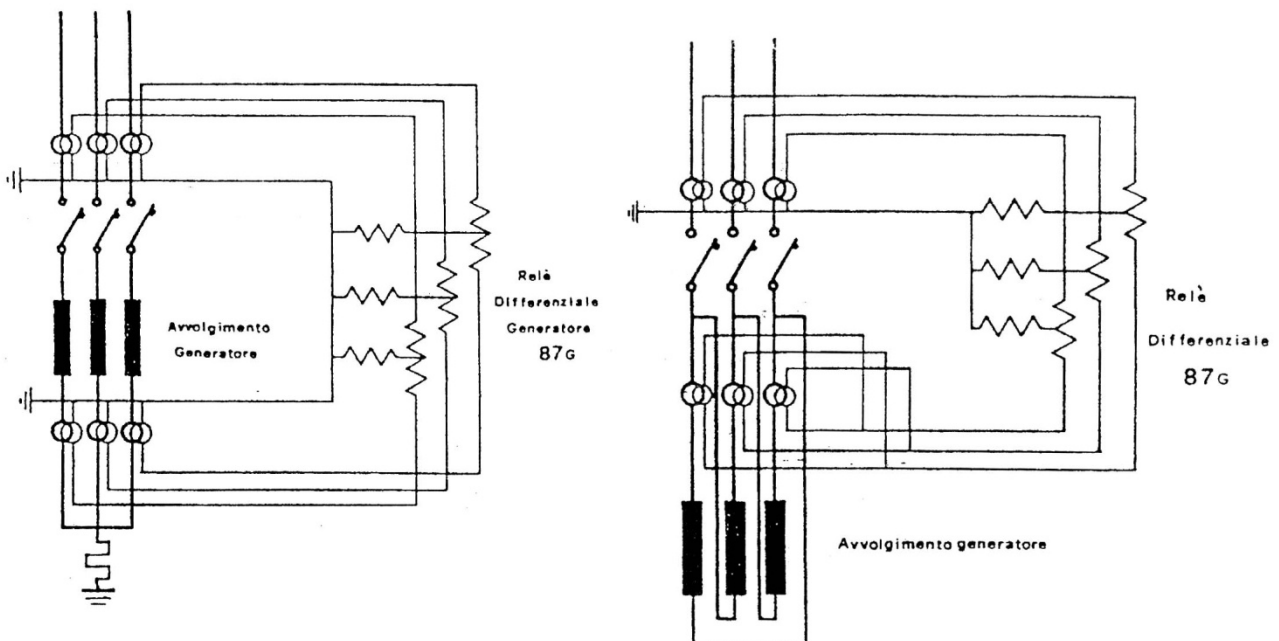 Relè
Differenziale
Generatore
87G
Avvolgimento
Generatore
Relè
Differenziale
87G
Avvolgimento generatore